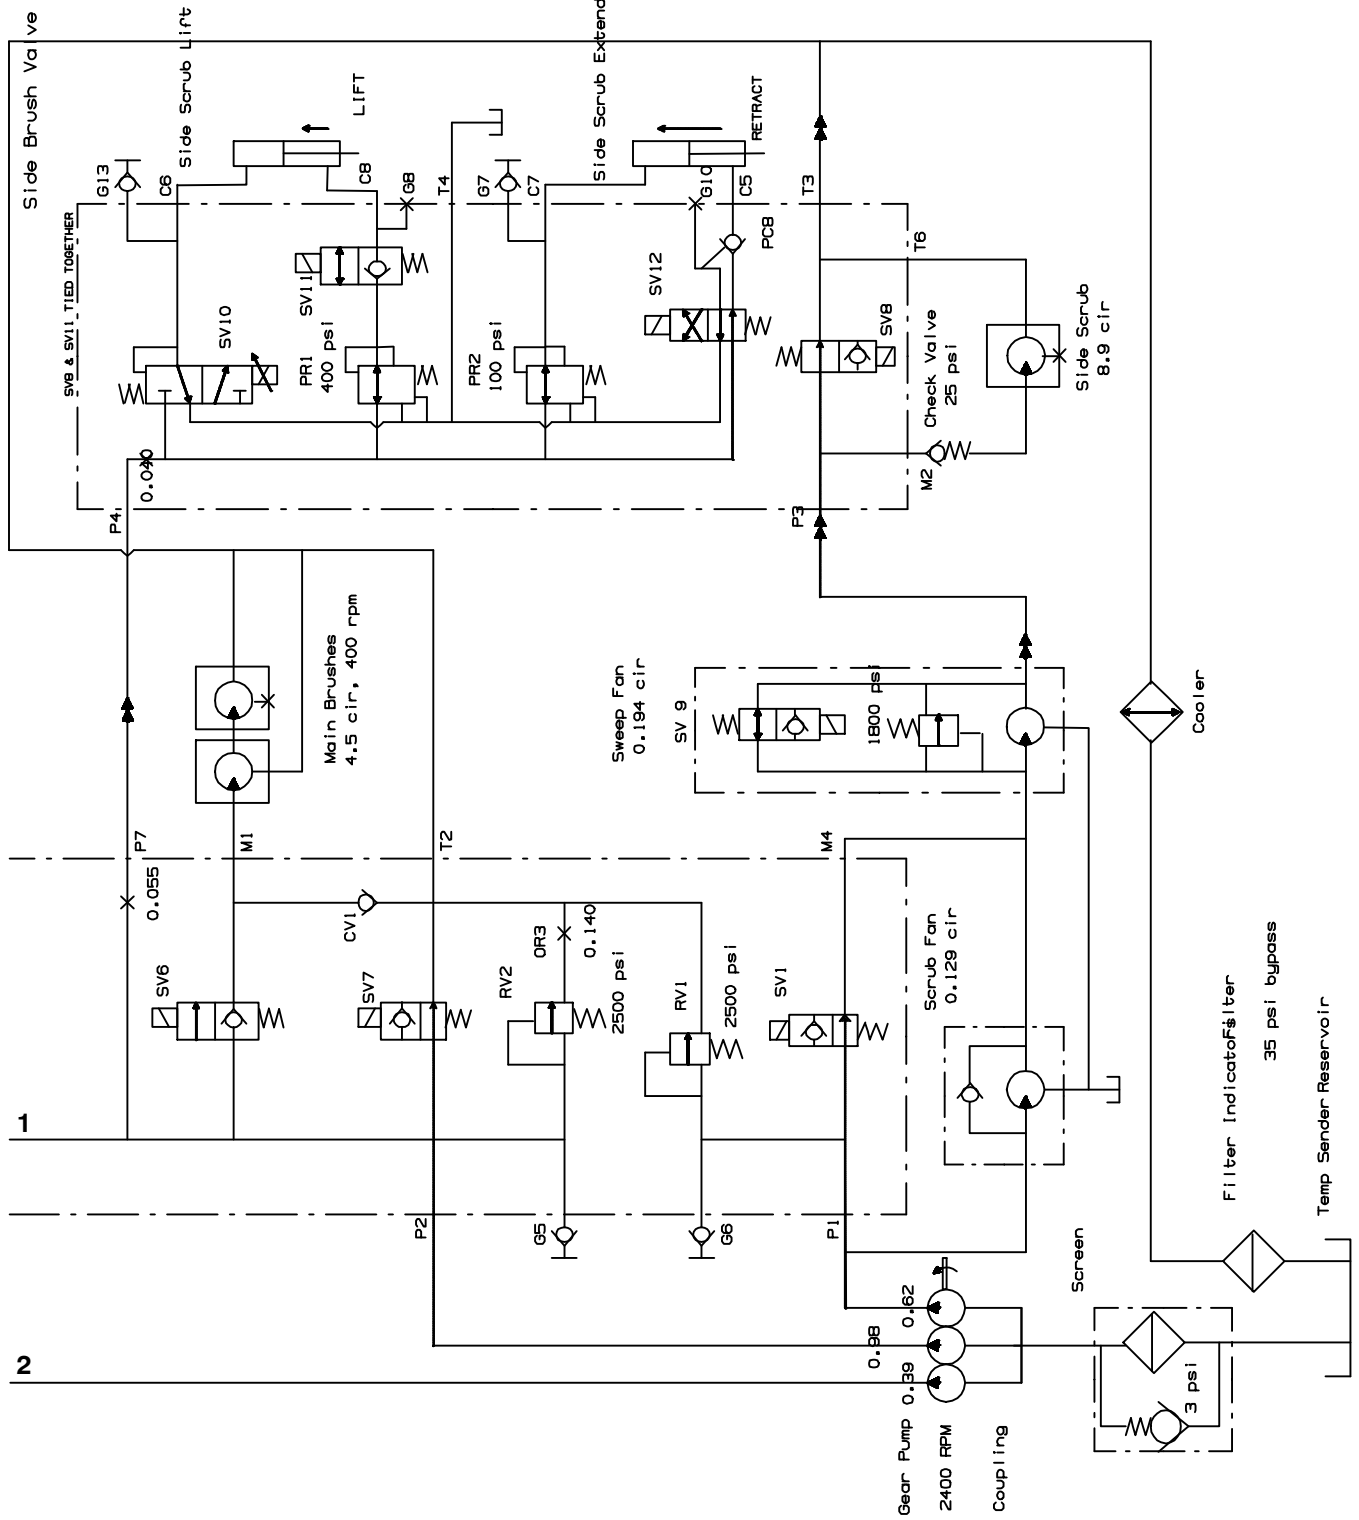 Side Brush Valve
Side Scrub Lift
Side Scrub Extend
LIFT
RETRACT
G13
C6
C8
G8
T4
G7
C7
G10
C5
T3
SV8 & SV11 TIED TOGETHER
SV10
SV11
PR1
400 psi
PR2
100 psi
SV12
PC8
SV8
T6
Check Valve
25 psi
Side Scrub
8.9 cir
0.040
M2
P4
P3
Main Brushes
4.5 cir, 400 rpm
Sweep Fan
0.194 cir
SV 9
1800 psi
Cooler
P7
M1
T2
M4
0.055
CV1
OR3
0.140
SV6
SV7
RV2
2500 psi
RV1
2500 psi
SV1
Scrub Fan
0.129 cir
1
P2
G5
G6
P1
Filter Indicator
Filter
35 psi bypass
Temp Sender
Reservoir
Screen
2
0.62
0.98
Gear Pump 0.39
2400 RPM
Coupling
3 psi